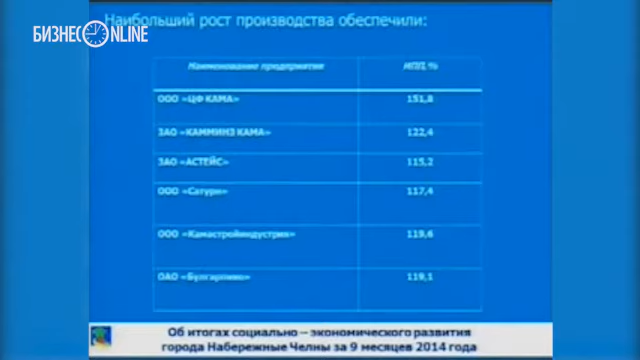 Наибольший рост производства обеспечили:
БИЗНЕС ONLINE
Наименование предприятия ИПП, %
ООО «ЦФ КАМА» 151,8
ЗАО «КАММИНЗ КАМА» 122,4
ЗАО «АСТЕЙС» 115,2
ООО «Сатурн» 117,4
ООО «Камастройиндустрия» 119,6
ОАО «Булгарпиво» 119,1
Об итогах социально – экономического развития
города Набережные Челны за 9 месяцев 2014 года